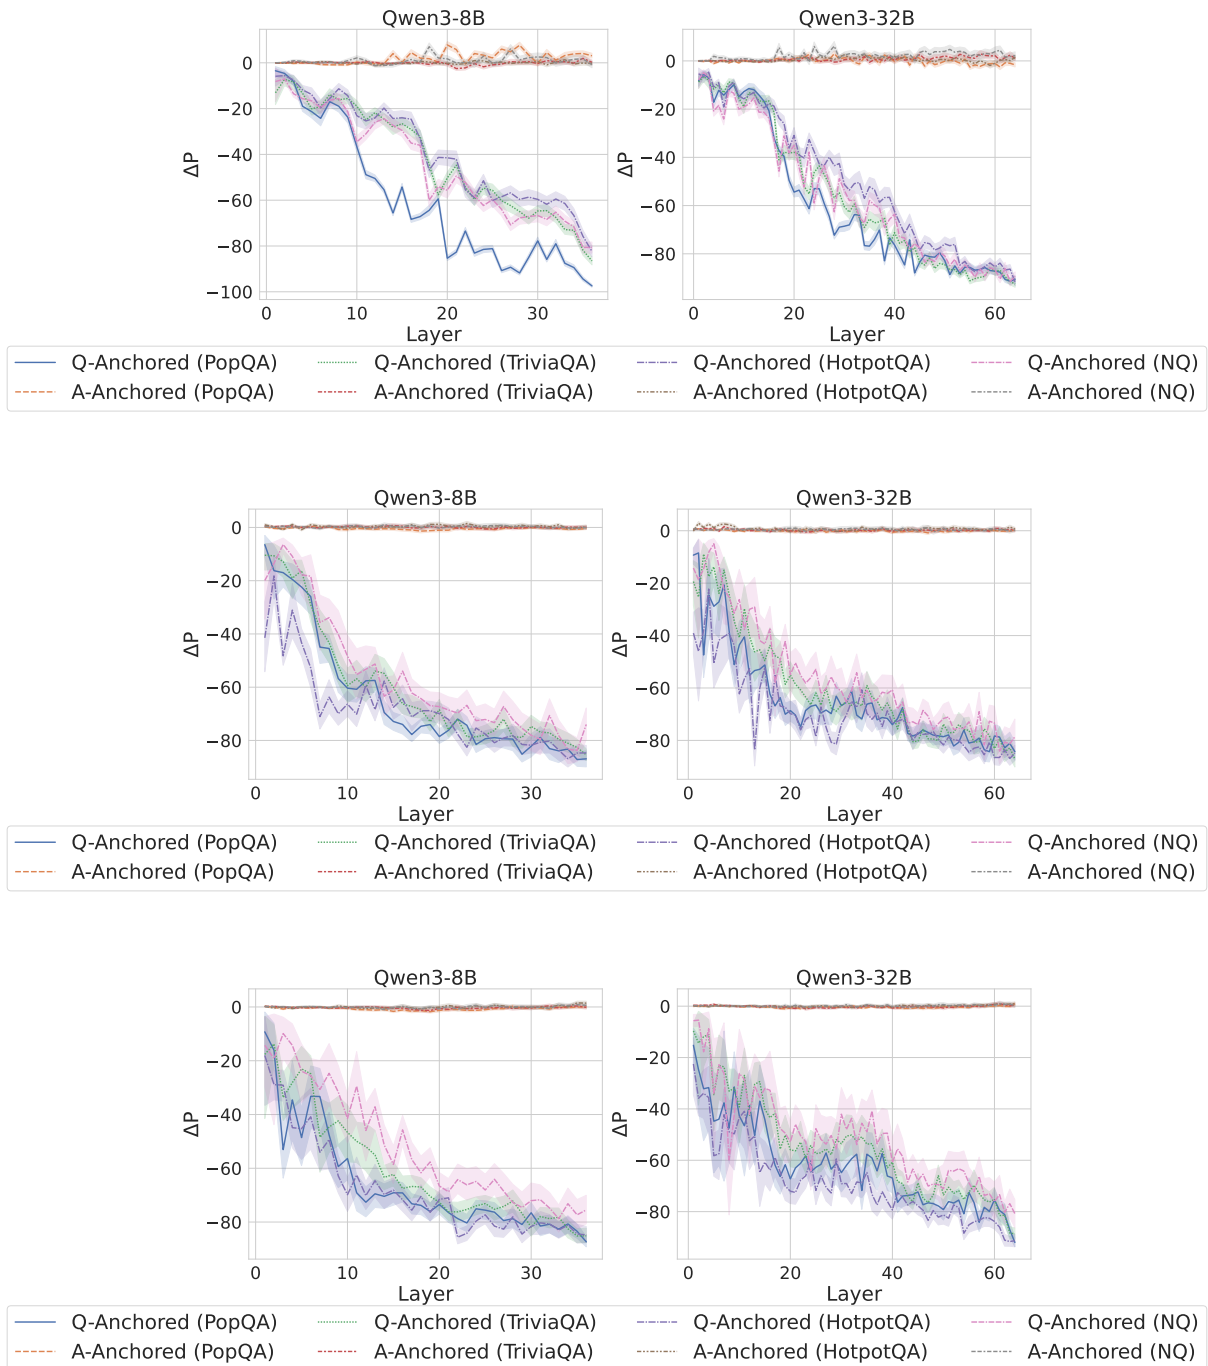 Qwen3-8B Qwen3-32B
0 0
−20 −20
−40 −40
ΔP ΔP
−60 −60
−80 −80
−100
0 10 20 30 0 20 40 60
Layer Layer
Q-Anchored (PopQA) Q-Anchored (TriviaQA) Q-Anchored (HotpotQA) Q-Anchored (NQ)
A-Anchored (PopQA) A-Anchored (TriviaQA) A-Anchored (HotpotQA) A-Anchored (NQ)
Qwen3-8B Qwen3-32B
0 0
−20 −20
−40 −40
ΔP ΔP
−60 −60
−80 −80
0 10 20 30 0 20 40 60
Layer Layer
Q-Anchored (PopQA) Q-Anchored (TriviaQA) Q-Anchored (HotpotQA) Q-Anchored (NQ)
A-Anchored (PopQA) A-Anchored (TriviaQA) A-Anchored (HotpotQA) A-Anchored (NQ)
Qwen3-8B Qwen3-32B
0 0
−20 −20
−40 −40
ΔP ΔP
−60 −60
−80 −80
0 10 20 30 0 20 40 60
Layer Layer
Q-Anchored (PopQA) Q-Anchored (TriviaQA) Q-Anchored (HotpotQA) Q-Anchored (NQ)
A-Anchored (PopQA) A-Anchored (TriviaQA) A-Anchored (HotpotQA) A-Anchored (NQ)